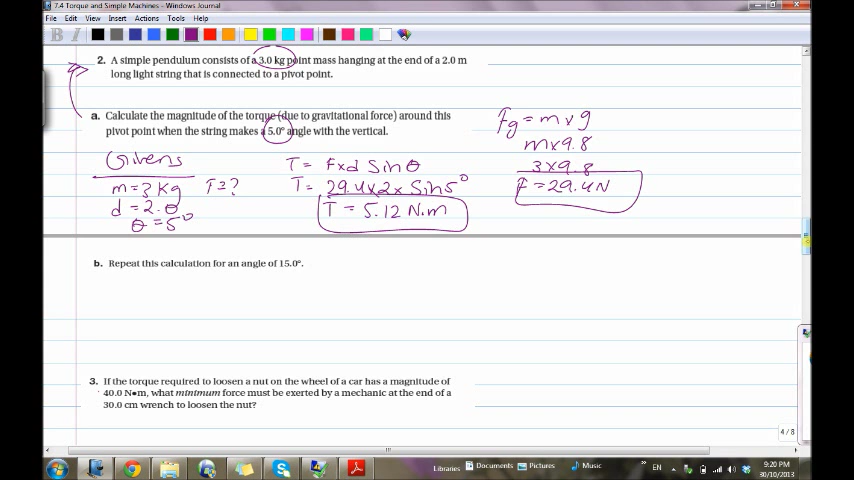 7.4 Torque and Simple Machines - Windows Journal
File Edit View Insert Actions Tools Help
B I
2. A simple pendulum consists of a 3.0 kg point mass hanging at the end of a 2.0 m
long light string that is connected to a pivot point.
a. Calculate the magnitude of the torque (due to gravitational force) around this
pivot point when the string makes a 5.0° angle with the vertical.
Givens
m=3 kg T=?
d=2.0
θ=5°
T= F×d Sinθ
T= 29.4×2× Sin5°
T= 5.12 N.m
Fg = m×g
m×9.8
3×9.8
F=29.4N
b. Repeat this calculation for an angle of 15.0°.
3. If the torque required to loosen a nut on the wheel of a car has a magnitude of
40.0 N•m, what minimum force must be exerted by a mechanic at the end of a
30.0 cm wrench to loosen the nut?
4 / 8
Libraries Documents Pictures Music » EN 9:20 PM
30/10/2013